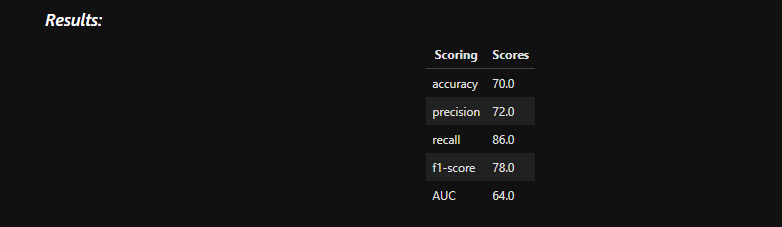 Results:
Scoring Scores
accuracy 70.0
precision 72.0
recall 86.0
f1-score 78.0
AUC 64.0